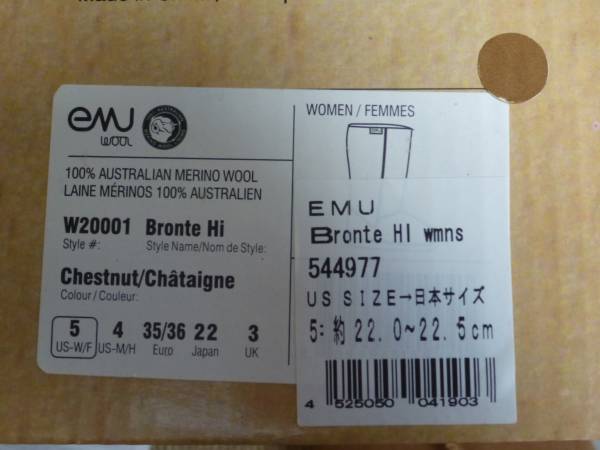 emu
WOOL
100% AUSTRALIAN MERINO WOOL
LAINE MÉRINOS 100% AUSTRALIEN
W20001 Bronte Hi
Style #: Style Name/Nom de Style:
Chestnut/Châtaigne
Colour / Couleur:
5 4 35/36 22 3
US-W/F US-M/H Euro Japan UK
WOMEN / FEMMES
EMU
Bronte HI wmns
544977
US SIZE→日本サイズ
5: 約 22.0~22.5cm
4 525050 041903